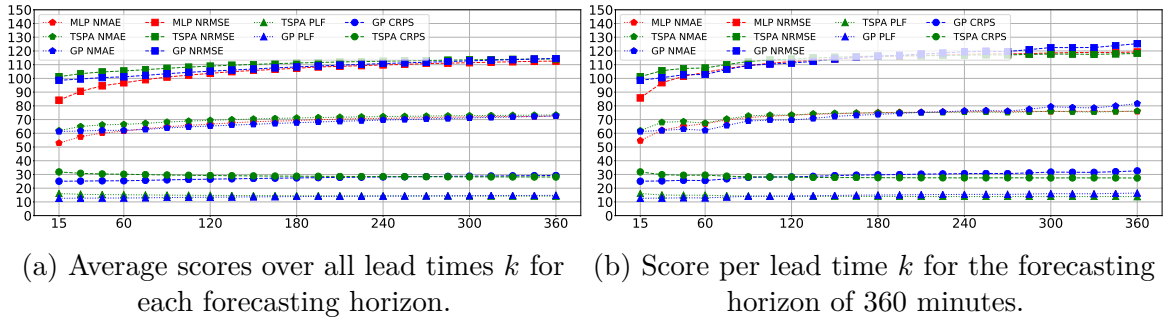 150
140
130
120
110
100
90
80
70
60
50
40
30
20
10
0
MLP NMAE
TSPA NMAE
GP NMAE
MLP NRMSE
TSPA NRMSE
GP NRMSE
TSPA PLF
GP PLF
GP CRPS
TSPA CRPS
15 60 120 180 240 300 360
(a) Average scores over all lead times k for
each forecasting horizon.
150
140
130
120
110
100
90
80
70
60
50
40
30
20
10
0
MLP NMAE
TSPA NMAE
GP NMAE
MLP NRMSE
TSPA NRMSE
GP NRMSE
TSPA PLF
GP PLF
GP CRPS
TSPA CRPS
15 60 120 180 240 300 360
(b) Score per lead time k for the forecasting
horizon of 360 minutes.